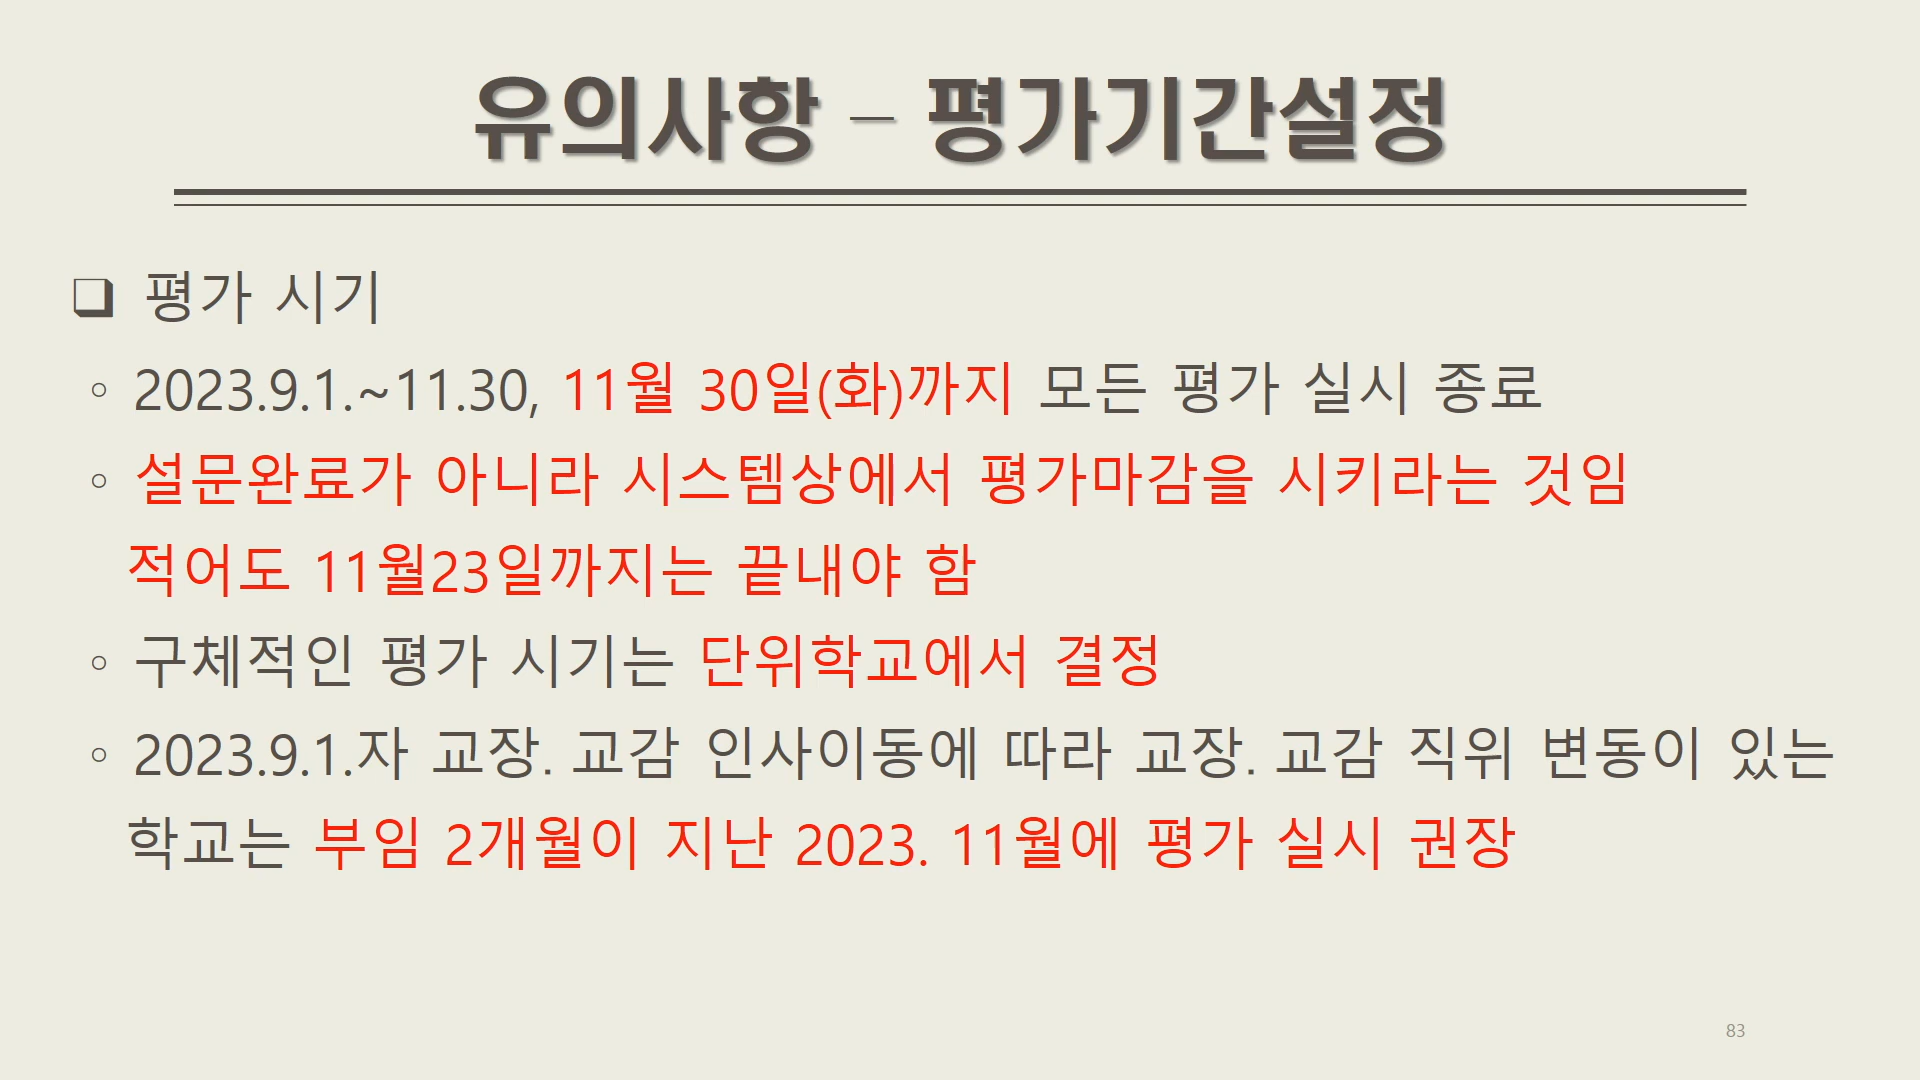 유의사항 – 평가기간설정
❑ 평가 시기
◦ 2023.9.1.~11.30, 11월 30일(화)까지 모든 평가 실시 종료
◦ 설문완료가 아니라 시스템상에서 평가마감을 시키라는 것임
적어도 11월23일까지는 끝내야 함
◦ 구체적인 평가 시기는 단위학교에서 결정
◦ 2023.9.1.자 교장. 교감 인사이동에 따라 교장. 교감 직위 변동이 있는
학교는 부임 2개월이 지난 2023. 11월에 평가 실시 권장
83